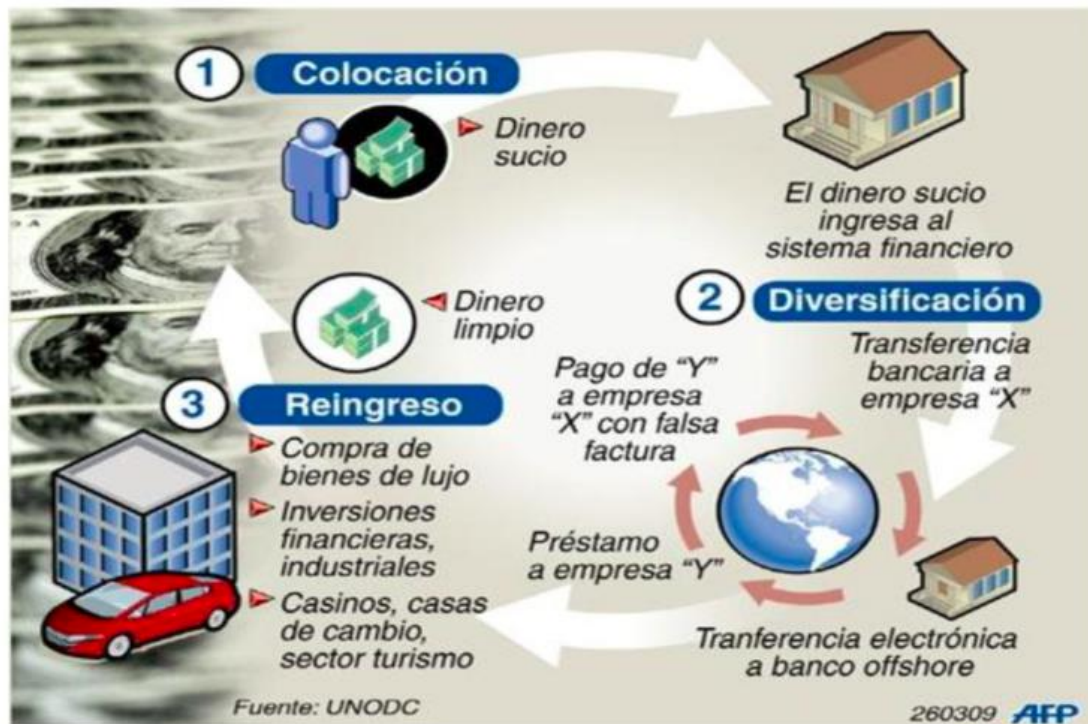 1 Colocación
Dinero
sucio
El dinero sucio
ingresa al
sistema financiero
2 Diversificación
Transferencia
bancaria a
empresa “X”
Tranferencia electrónica
a banco offshore
Préstamo
a empresa “Y”
Pago de “Y”
a empresa
“X” con falsa
factura
3 Reingreso
Compra de
bienes de lujo
Inversiones
financieras,
industriales
Casinos, casas
de cambio,
sector turismo
Dinero
limpio
Fuente: UNODC
260309 AFP